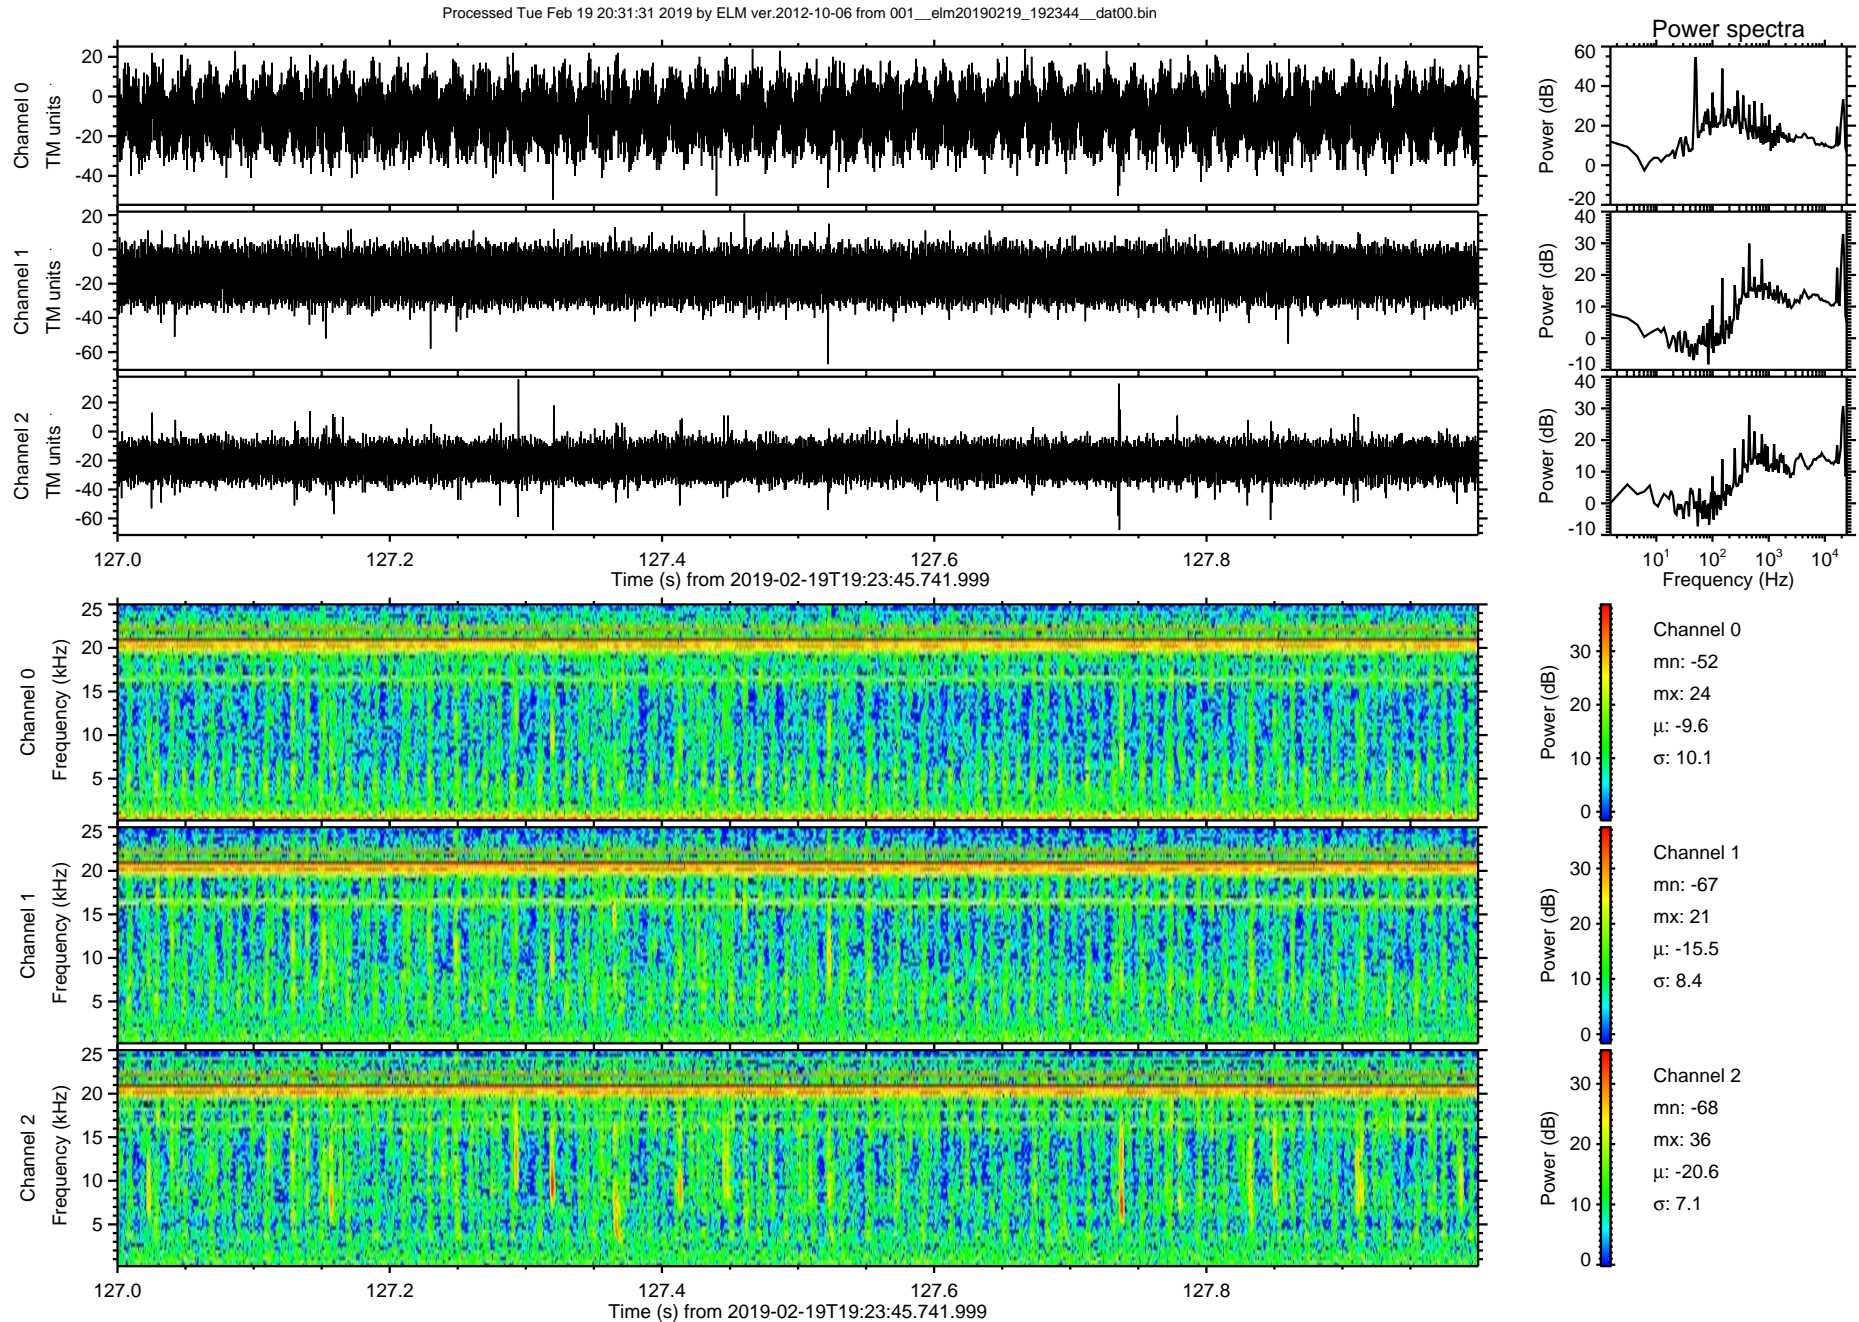 Processed Tue Feb 19 20:31:31 2019 by ELM ver.2012-10-06 from 001__elm20190219_192344__dat00.bin
Power spectra
Channel 0
TM units
20
0
-20
-40
Power (dB)
60
40
20
0
-20
Channel 1
TM units
20
0
-20
-40
-60
Power (dB)
40
30
20
10
0
-10
Channel 2
TM units
20
0
-20
-40
-60
Power (dB)
40
30
20
10
0
-10
127.0 127.2 127.4 127.6 127.8
Time (s) from 2019-02-19T19:23:45.741.999
10¹ 10² 10³ 10⁴
Frequency (Hz)
Channel 0
Frequency (kHz)
25
20
15
10
5
Power (dB)
30
20
10
0
Channel 0
mn: -52
mx: 24
μ: -9.6
σ: 10.1
Channel 1
Frequency (kHz)
25
20
15
10
5
Power (dB)
30
20
10
0
Channel 1
mn: -67
mx: 21
μ: -15.5
σ: 8.4
Channel 2
Frequency (kHz)
25
20
15
10
5
Power (dB)
30
20
10
0
Channel 2
mn: -68
mx: 36
μ: -20.6
σ: 7.1
127.0 127.2 127.4 127.6 127.8
Time (s) from 2019-02-19T19:23:45.741.999